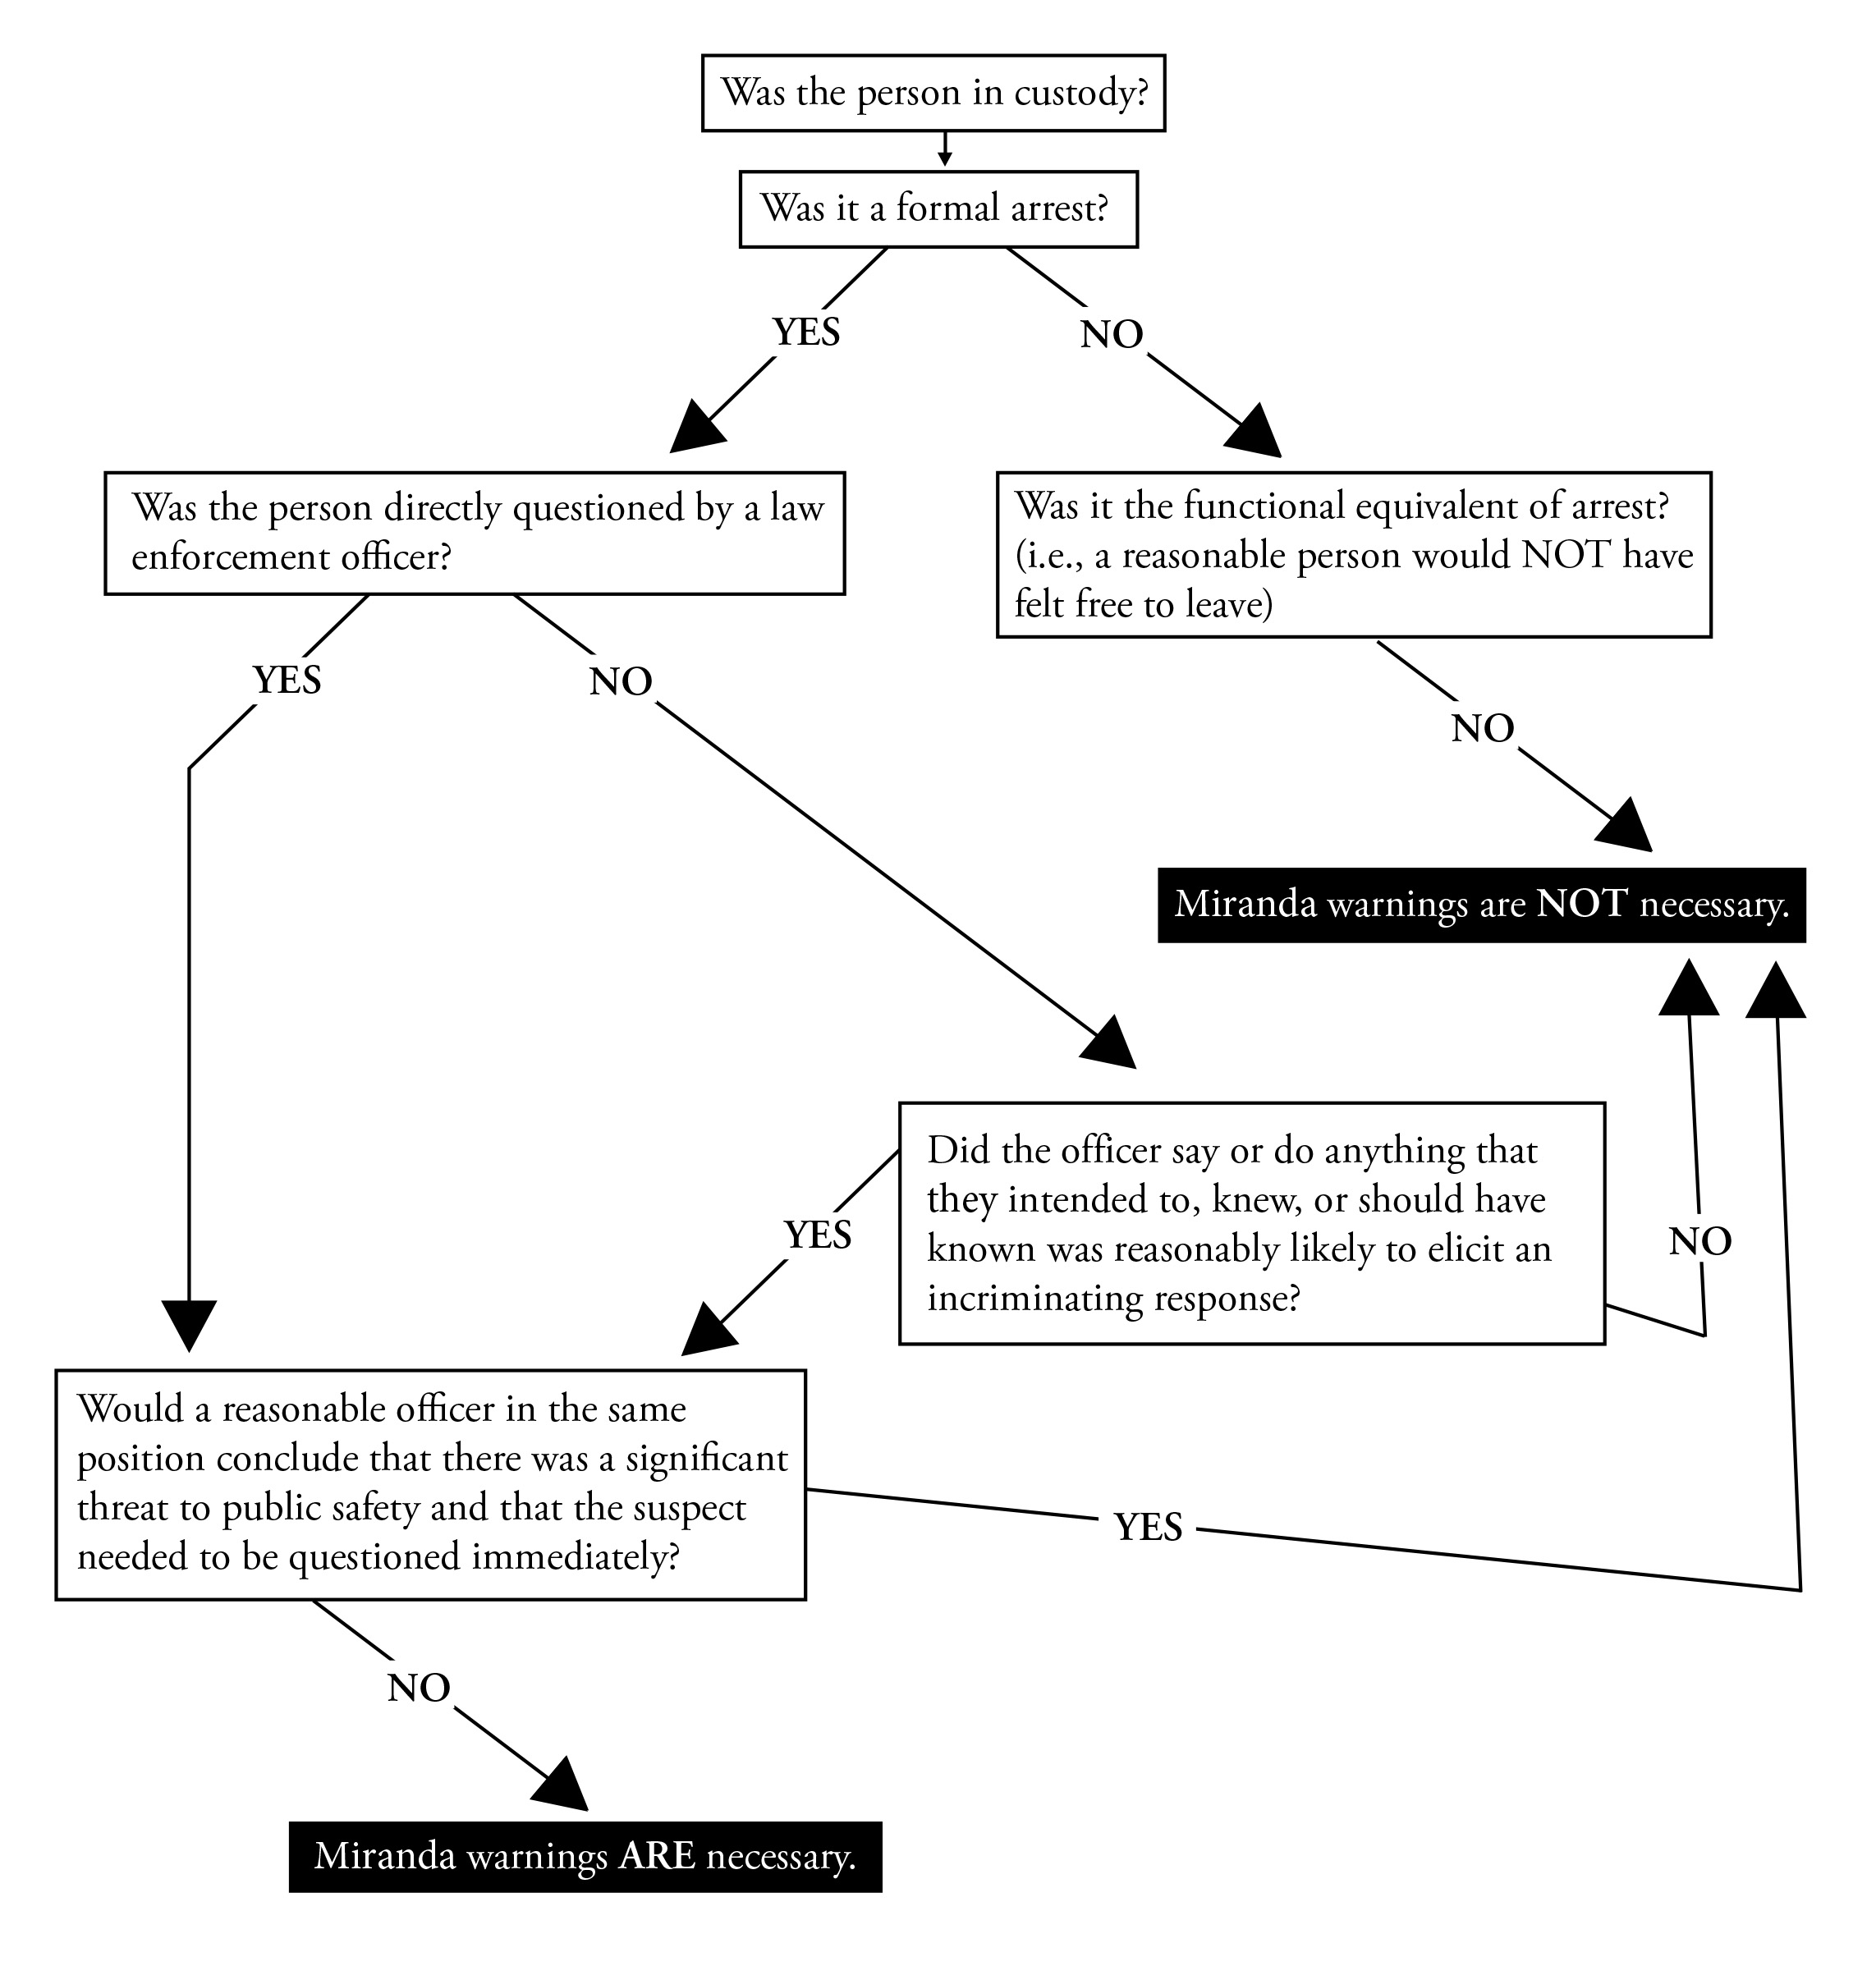 Was the person in custody?
Was it a formal arrest?
YES
NO
Was the person directly questioned by a law
enforcement officer?
Was it the functional equivalent of arrest?
(i.e., a reasonable person would NOT have
felt free to leave)
YES
NO
NO
Miranda warnings are NOT necessary.
Did the officer say or do anything that
they intended to, knew, or should have
known was reasonably likely to elicit an
incriminating response?
YES
NO
Would a reasonable officer in the same
position conclude that there was a significant
threat to public safety and that the suspect
needed to be questioned immediately?
YES
NO
Miranda warnings ARE necessary.